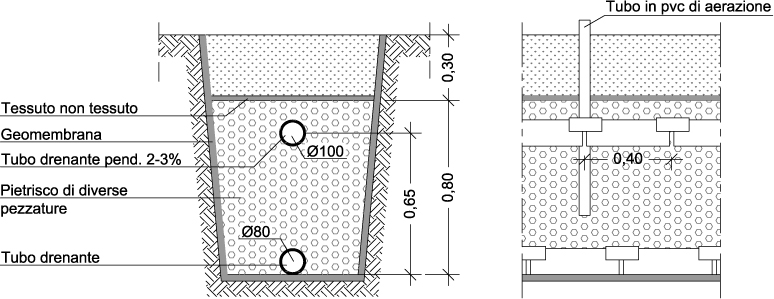 Tubo in pvc di aerazione
0,30
Tessuto non tessuto
Geomembrana
Tubo drenante pend. 2-3%
Ø100
0,40
Pietrisco di diverse
pezzature
0,65
0,80
Ø80
Tubo drenante